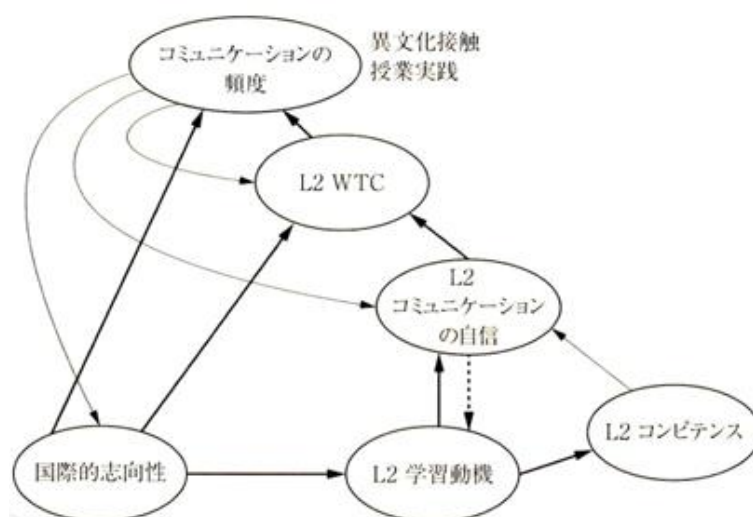 コミュニケーションの
頻度
異文化接触
授業実践
L2 WTC
L2
コミュニケーション
の自信
L2 コンピテンス
国際的志向性
L2 学習動機